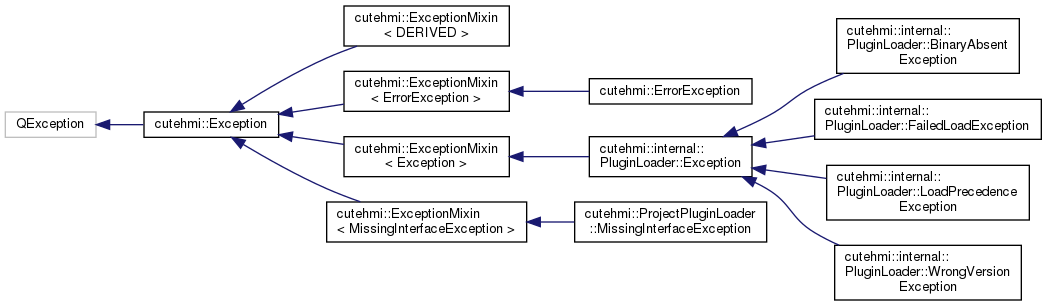 QException
cutehmi::Exception
cutehmi::ExceptionMixin
< DERIVED >
cutehmi::ExceptionMixin
< ErrorException >
cutehmi::ExceptionMixin
< Exception >
cutehmi::ExceptionMixin
< MissingInterfaceException >
cutehmi::ErrorException
cutehmi::internal::
PluginLoader::Exception
cutehmi::ProjectPluginLoader
::MissingInterfaceException
cutehmi::internal::
PluginLoader::BinaryAbsent
Exception
cutehmi::internal::
PluginLoader::FailedLoadException
cutehmi::internal::
PluginLoader::LoadPrecedence
Exception
cutehmi::internal::
PluginLoader::WrongVersion
Exception